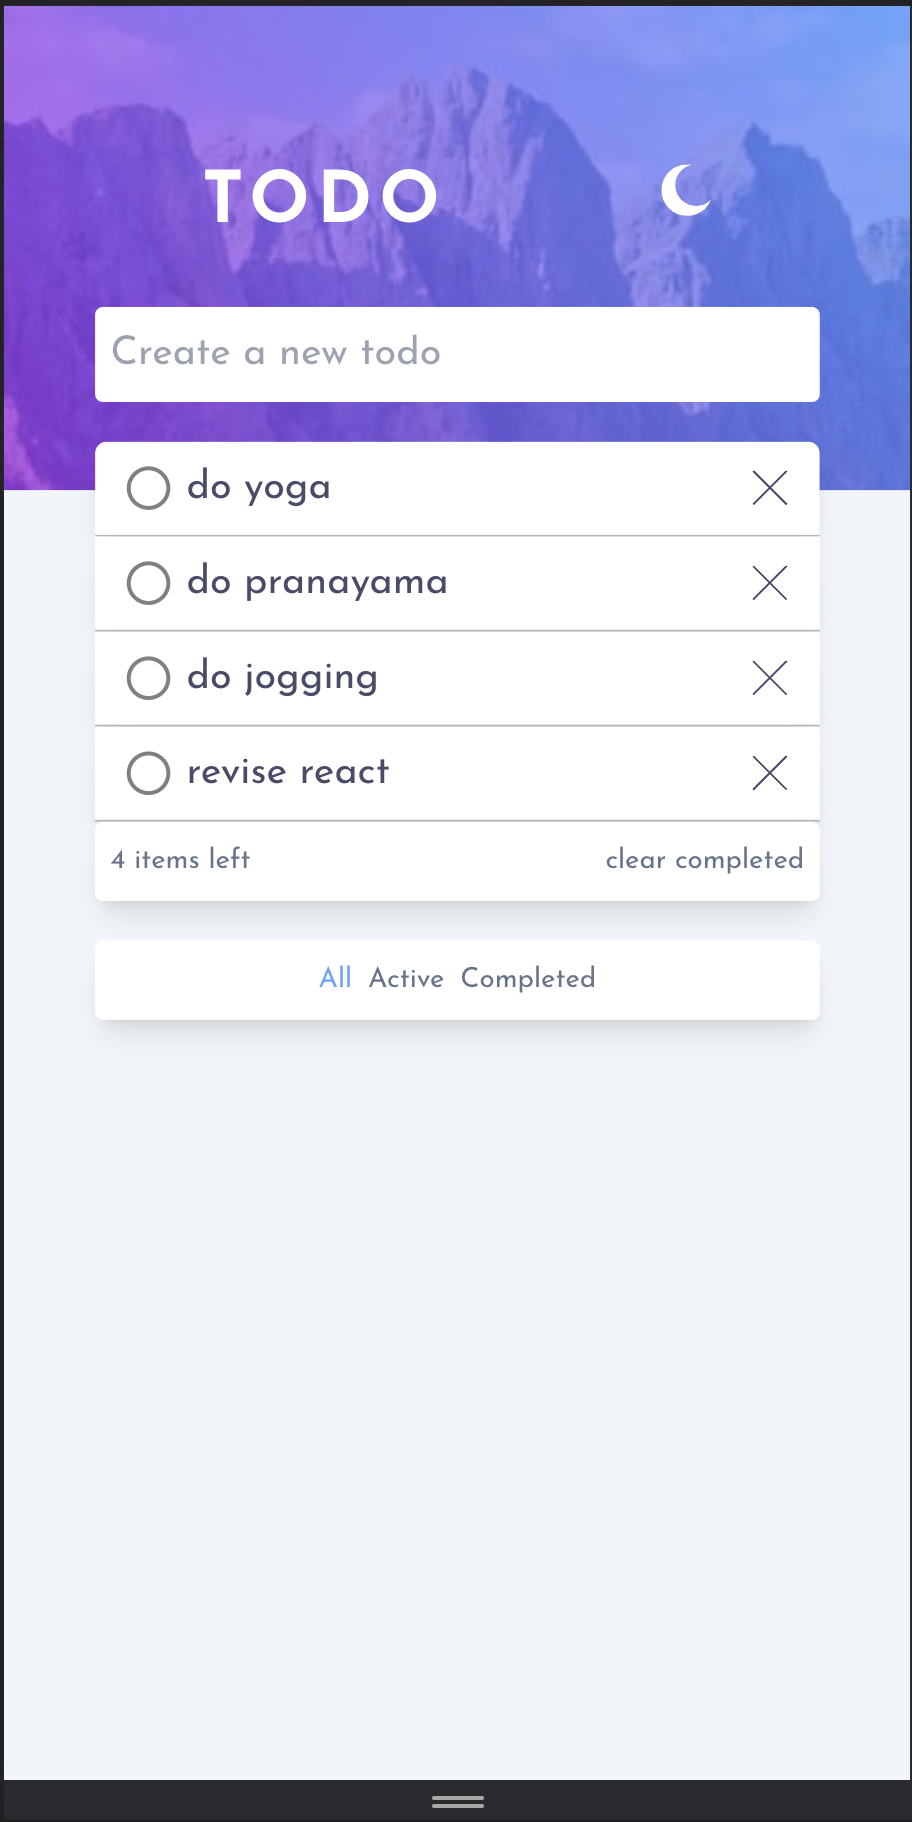 TODO
Create a new todo
do yoga
do pranayama
do jogging
revise react
4 items left clear completed
All Active Completed